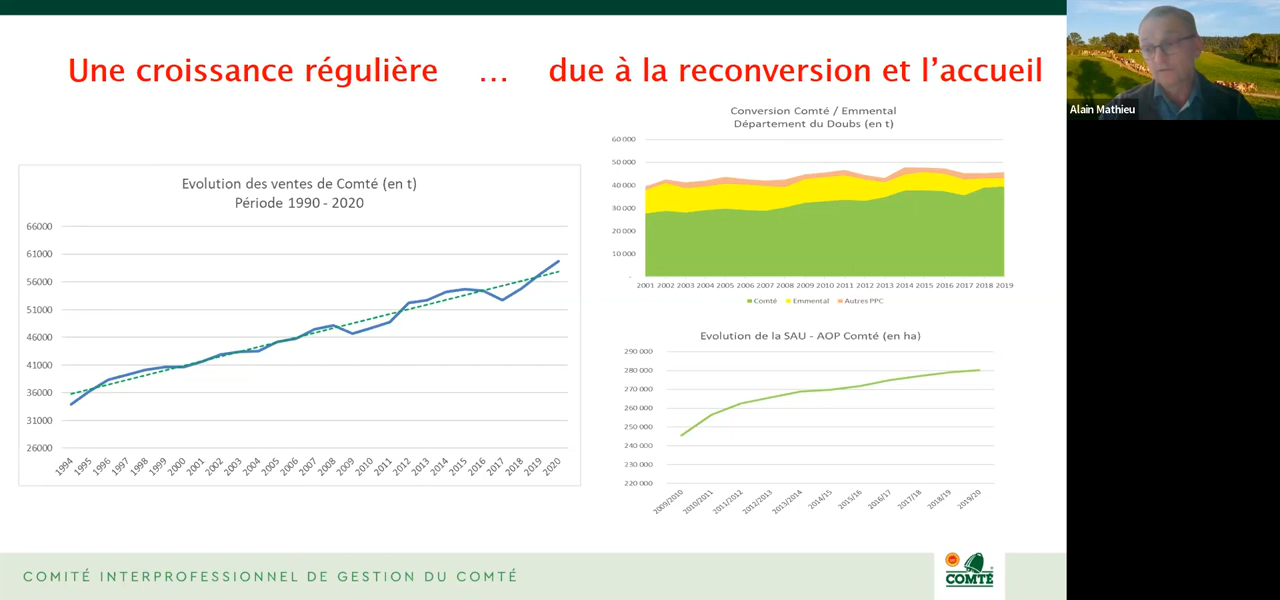 Une croissance régulière ... due à la reconversion et l'accueil
Alain Mathieu
Evolution des ventes de Comté (en t)
Période 1990 - 2020
66000
61000
56000
51000
46000
41000
36000
31000
26000
1994 1995 1996 1997 1998 1999 2000 2001 2002 2003 2004 2005 2006 2007 2008 2009 2010 2011 2012 2013 2014 2015 2016 2017 2018 2019 2020
Conversion Comté / Emmental
Département du Doubs (en t)
60 000
50 000
40 000
30 000
20 000
10 000
-
2001 2002 2003 2004 2005 2006 2007 2008 2009 2010 2011 2012 2013 2014 2015 2016 2017 2018 2019
Comté Emmental Autres PPC
Evolution de la SAU - AOP Comté (en ha)
290 000
280 000
270 000
260 000
250 000
240 000
230 000
220 000
2009/2010 2010/2011 2011/2012 2012/2013 2013/2014 2014/15 2015/16 2016/17 2017/18 2018/19 2019/20
COMITÉ INTERPROFESSIONNEL DE GESTION DU COMTÉ
COMTÉ